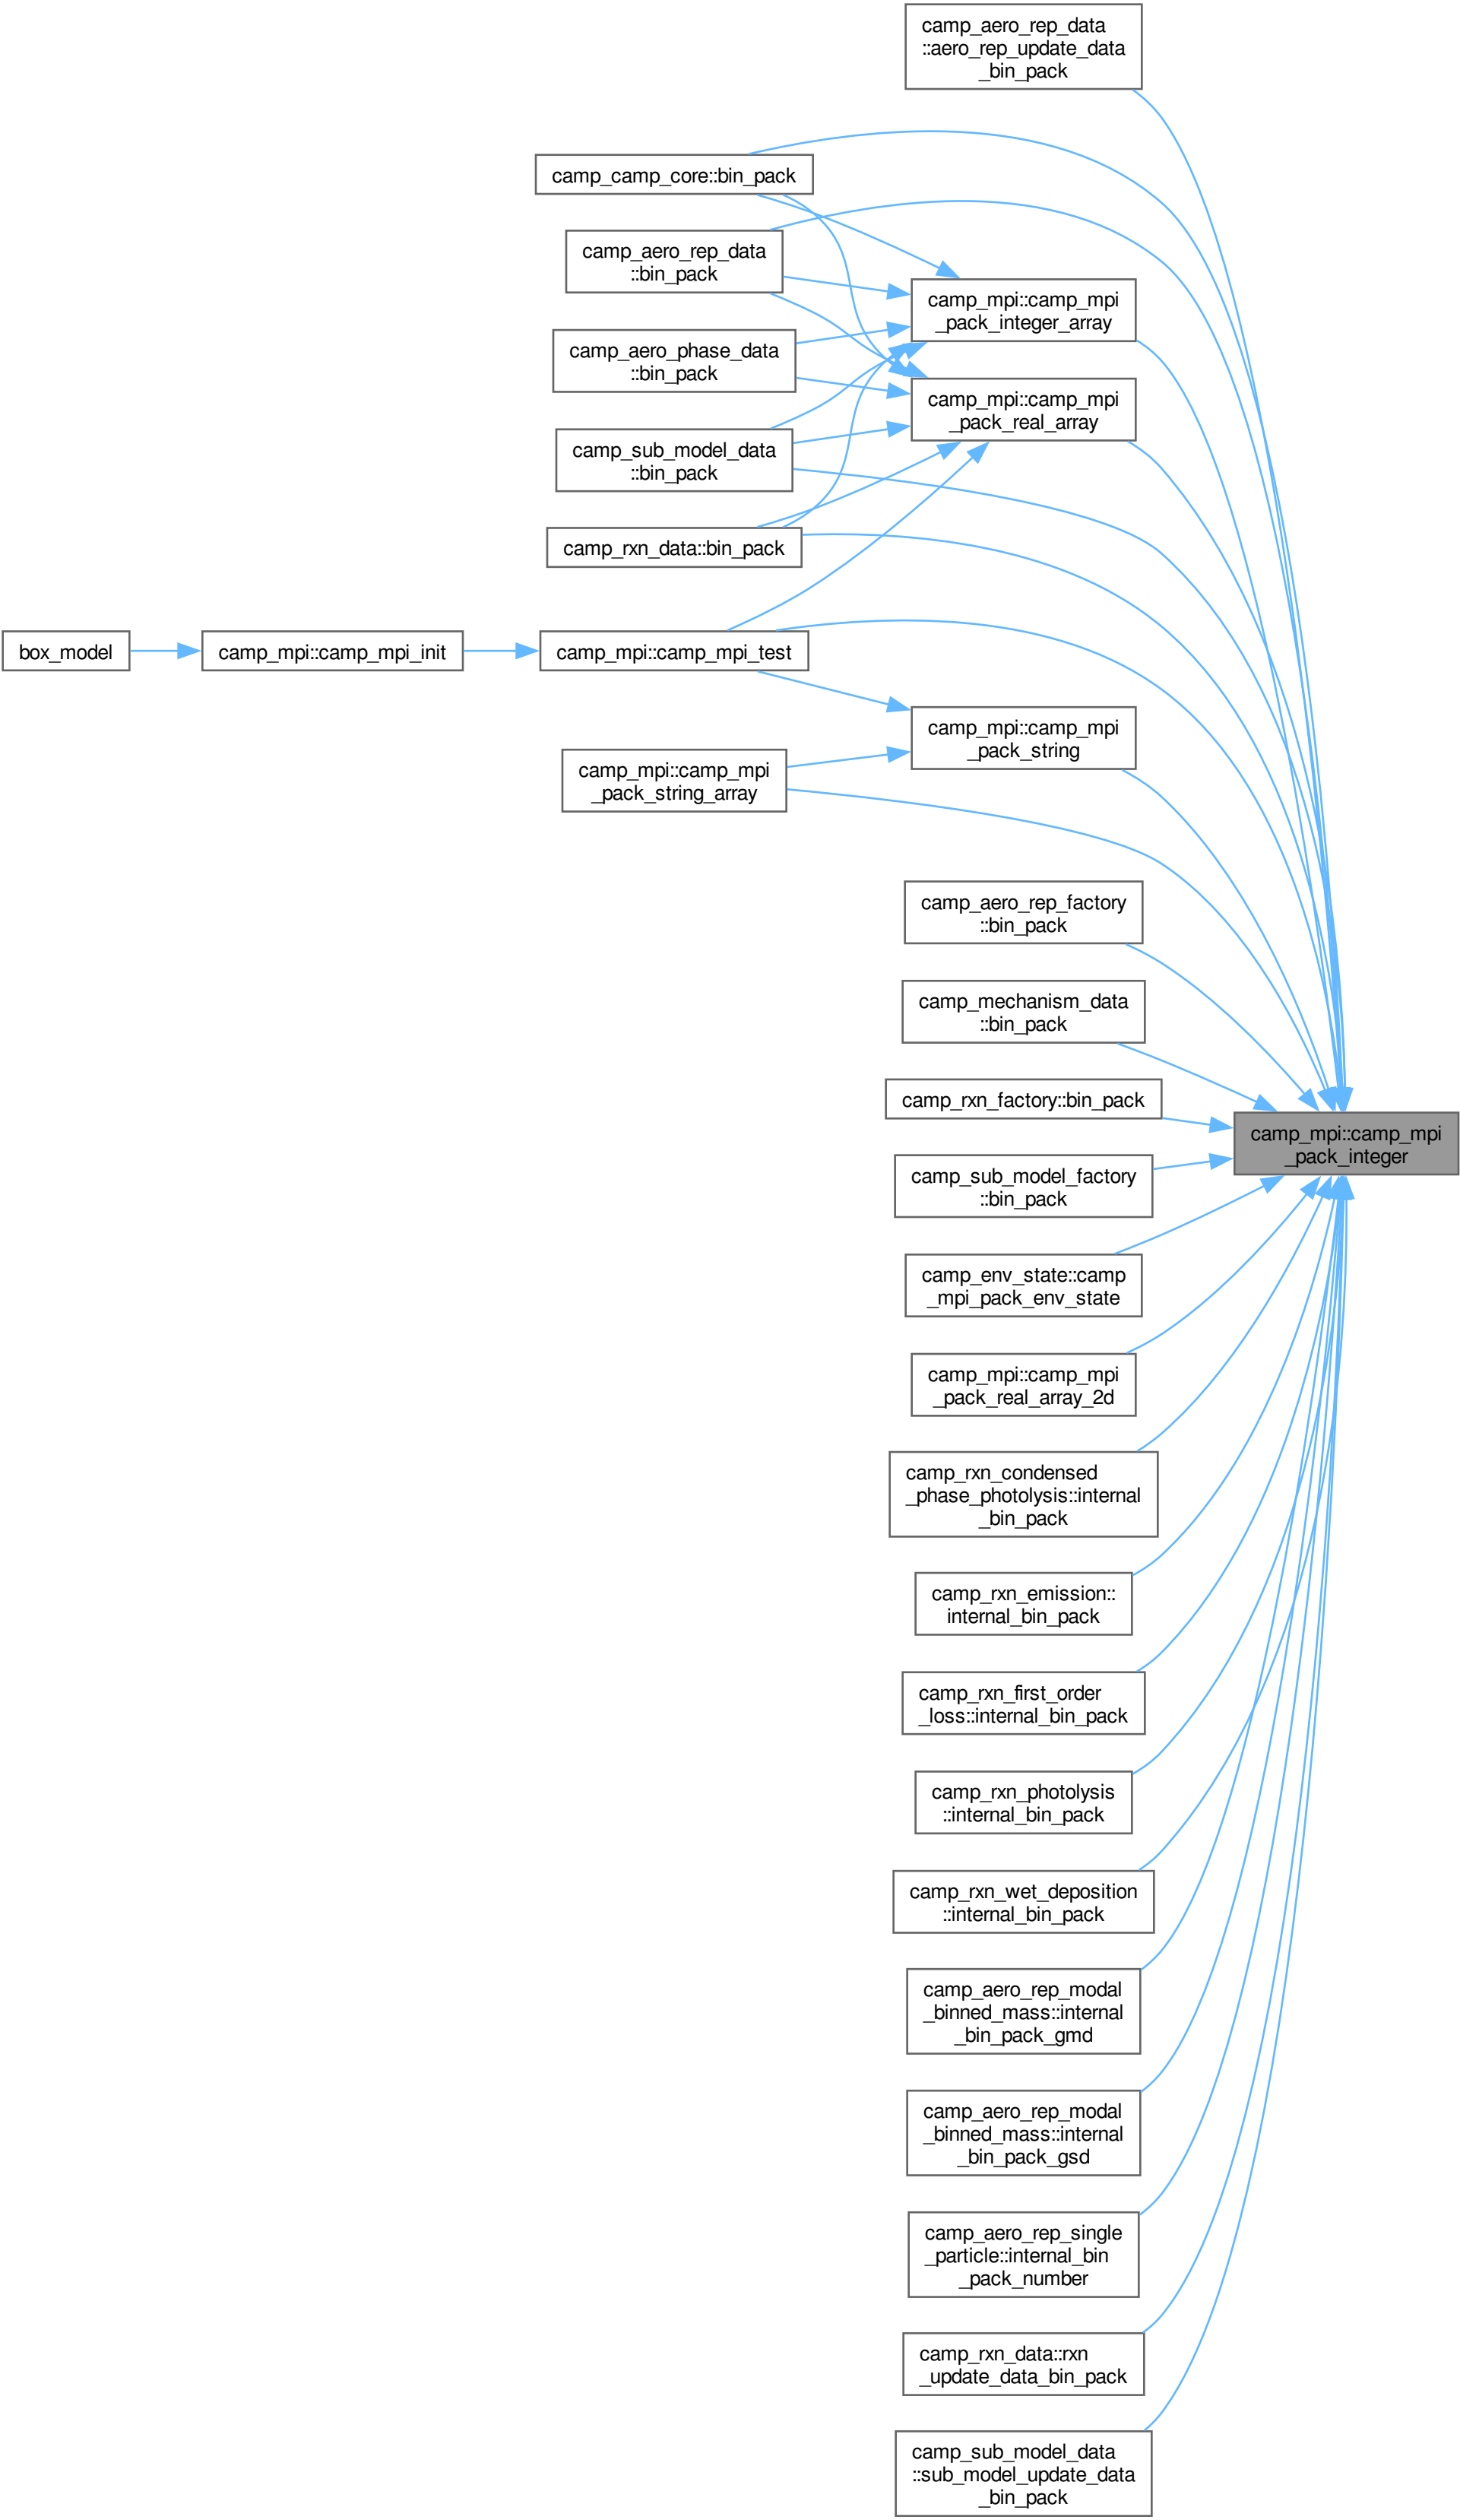 camp_aero_rep_data
::aero_rep_update_data
_bin_pack
camp_camp_core::bin_pack
camp_aero_rep_data
::bin_pack
camp_mpi::camp_mpi
_pack_integer_array
camp_aero_phase_data
::bin_pack
camp_mpi::camp_mpi
_pack_real_array
camp_sub_model_data
::bin_pack
camp_rxn_data::bin_pack
box_model
camp_mpi::camp_mpi_init
camp_mpi::camp_mpi_test
camp_mpi::camp_mpi
_pack_string
camp_mpi::camp_mpi
_pack_string_array
camp_aero_rep_factory
::bin_pack
camp_mechanism_data
::bin_pack
camp_rxn_factory::bin_pack
camp_mpi::camp_mpi
_pack_integer
camp_sub_model_factory
::bin_pack
camp_env_state::camp
_mpi_pack_env_state
camp_mpi::camp_mpi
_pack_real_array_2d
camp_rxn_condensed
_phase_photolysis::internal
_bin_pack
camp_rxn_emission::
internal_bin_pack
camp_rxn_first_order
_loss::internal_bin_pack
camp_rxn_photolysis
::internal_bin_pack
camp_rxn_wet_deposition
::internal_bin_pack
camp_aero_rep_modal
_binned_mass::internal
_bin_pack_gmd
camp_aero_rep_modal
_binned_mass::internal
_bin_pack_gsd
camp_aero_rep_single
_particle::internal_bin
_pack_number
camp_rxn_data::rxn
_update_data_bin_pack
camp_sub_model_data
::sub_model_update_data
_bin_pack